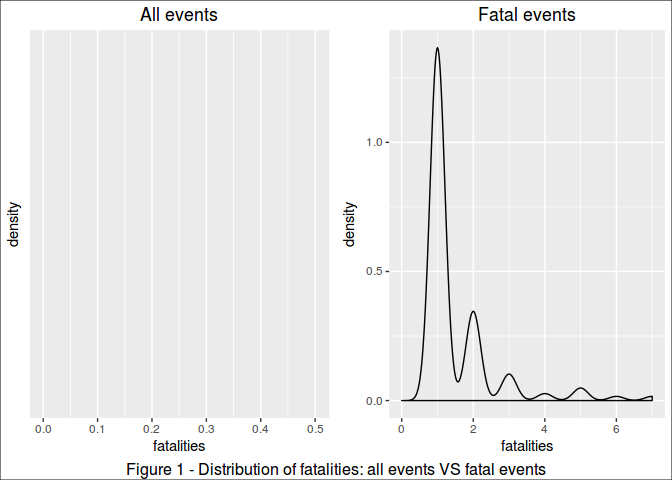 All events Fatal events
density
0.0 0.1 0.2 0.3 0.4 0.5
fatalities
density
1.0
0.5
0.0
0 2 4 6
fatalities
Figure 1 - Distribution of fatalities: all events VS fatal events